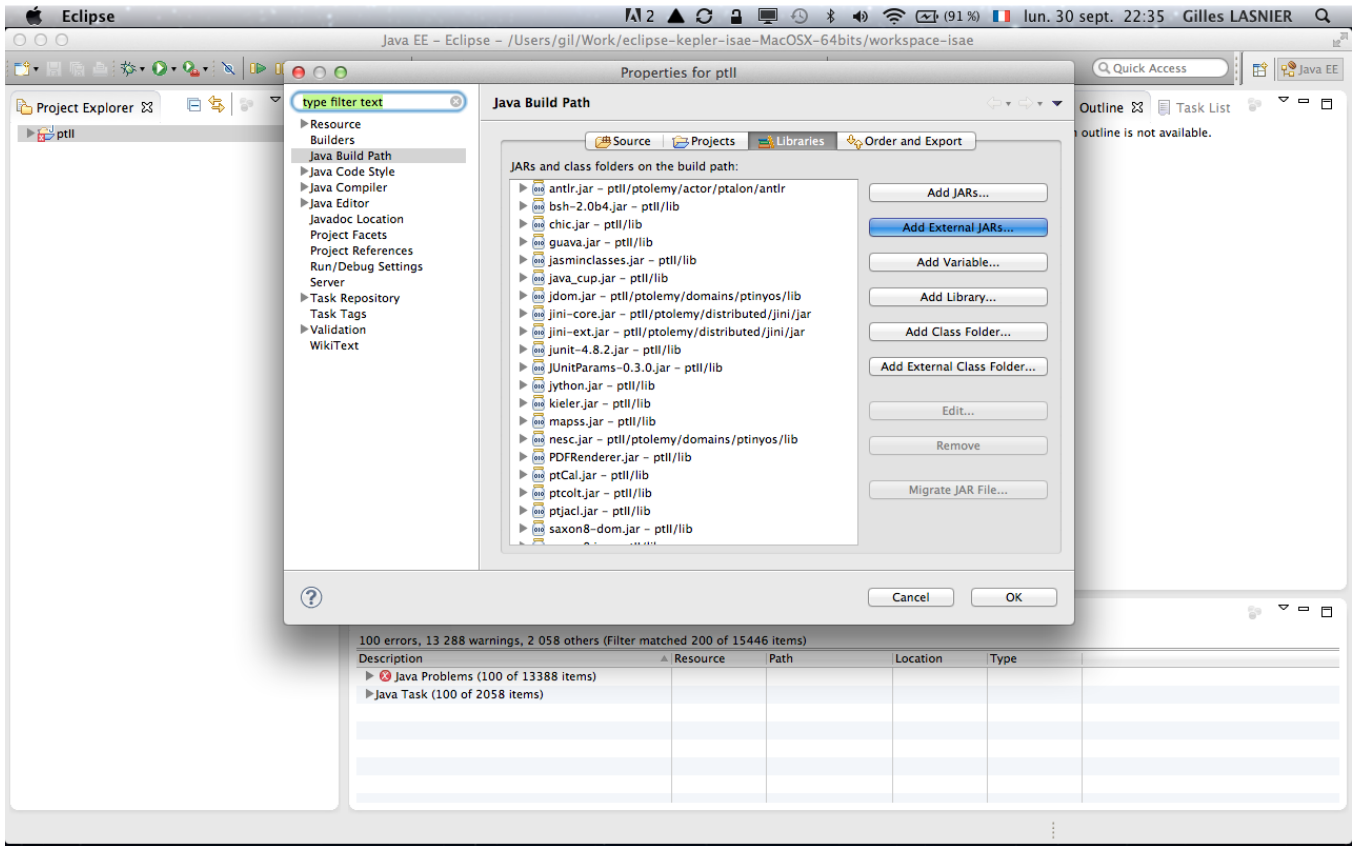 Eclipse 2 (91 %) lun. 30 sept. 22:35 Gilles LASNIER
Java EE – Eclipse – /Users/gil/Work/eclipse-kepler-isae-MacOSX-64bits/workspace-isae
Quick Access Java EE
Project Explorer
ptII
Properties for ptII
type filter text
Resource
Builders
Java Build Path
Java Code Style
Java Compiler
Java Editor
Javadoc Location
Project Facets
Project References
Run/Debug Settings
Server
Task Repository
Task Tags
Validation
WikiText
Java Build Path
Source Projects Libraries Order and Export
JARs and class folders on the build path:
antlr.jar – ptII/ptolemy/actor/ptalon/antlr
bsh-2.0b4.jar – ptII/lib
chic.jar – ptII/lib
guava.jar – ptII/lib
jasminclasses.jar – ptII/lib
java_cup.jar – ptII/lib
jdom.jar – ptII/ptolemy/domains/ptinyos/lib
jini-core.jar – ptII/ptolemy/distributed/jini/jar
jini-ext.jar – ptII/ptolemy/distributed/jini/jar
junit-4.8.2.jar – ptII/lib
JUnitParams-0.3.0.jar – ptII/lib
jython.jar – ptII/lib
kieler.jar – ptII/lib
mapss.jar – ptII/lib
nesc.jar – ptII/ptolemy/domains/ptinyos/lib
PDFRenderer.jar – ptII/lib
ptCal.jar – ptII/lib
ptcolt.jar – ptII/lib
ptjacl.jar – ptII/lib
saxon8-dom.jar – ptII/lib
Add JARs...
Add External JARs...
Add Variable...
Add Library...
Add Class Folder...
Add External Class Folder...
Edit...
Remove
Migrate JAR File...
Cancel OK
Outline Task List
outline is not available.
100 errors, 13 288 warnings, 2 058 others (Filter matched 200 of 15446 items)
Description Resource Path Location Type
Java Problems (100 of 13388 items)
Java Task (100 of 2058 items)